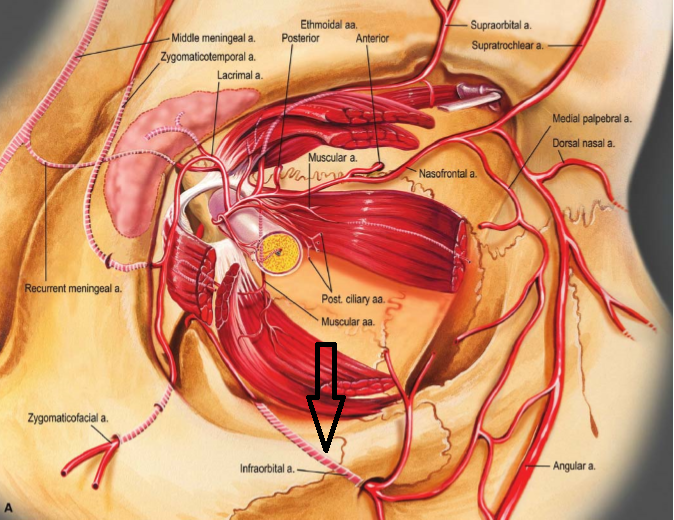 Ethmoidal aa.
Posterior Anterior
Middle meningeal a.
Zygomaticotemporal a.
Lacrimal a.
Supraorbital a.
Supratrochlear a.
Medial palpebral a.
Dorsal nasal a.
Muscular a.
Nasofrontal a.
Recurrent meningeal a.
Post. ciliary aa.
Muscular aa.
Zygomaticofacial a.
Infraorbital a.
Angular a.
A